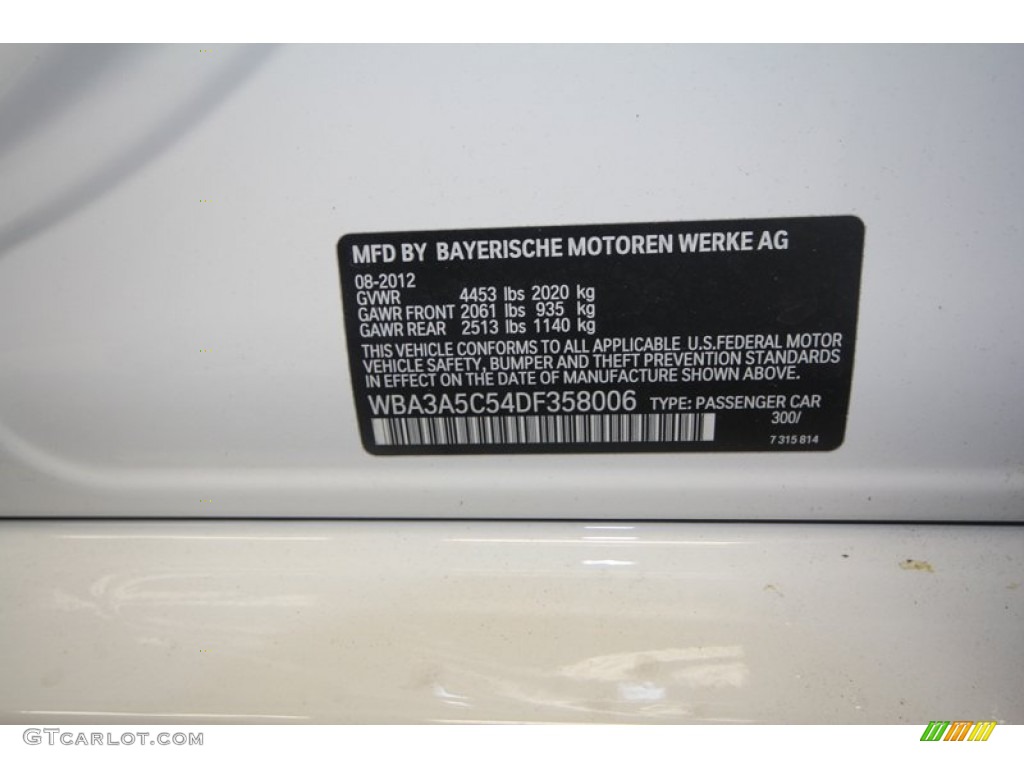 MFD BY BAYERISCHE MOTOREN WERKE AG
08-2012
GVWR 4453 lbs 2020 kg
GAWR FRONT 2061 lbs 935 kg
GAWR REAR 2513 lbs 1140 kg
THIS VEHICLE CONFORMS TO ALL APPLICABLE U.S.FEDERAL MOTOR
VEHICLE SAFETY, BUMPER AND THEFT PREVENTION STANDARDS
IN EFFECT ON THE DATE OF MANUFACTURE SHOWN ABOVE.
WBA3A5C54DF358006 TYPE: PASSENGER CAR
300/
7 315 814
GTCARLOT.COM